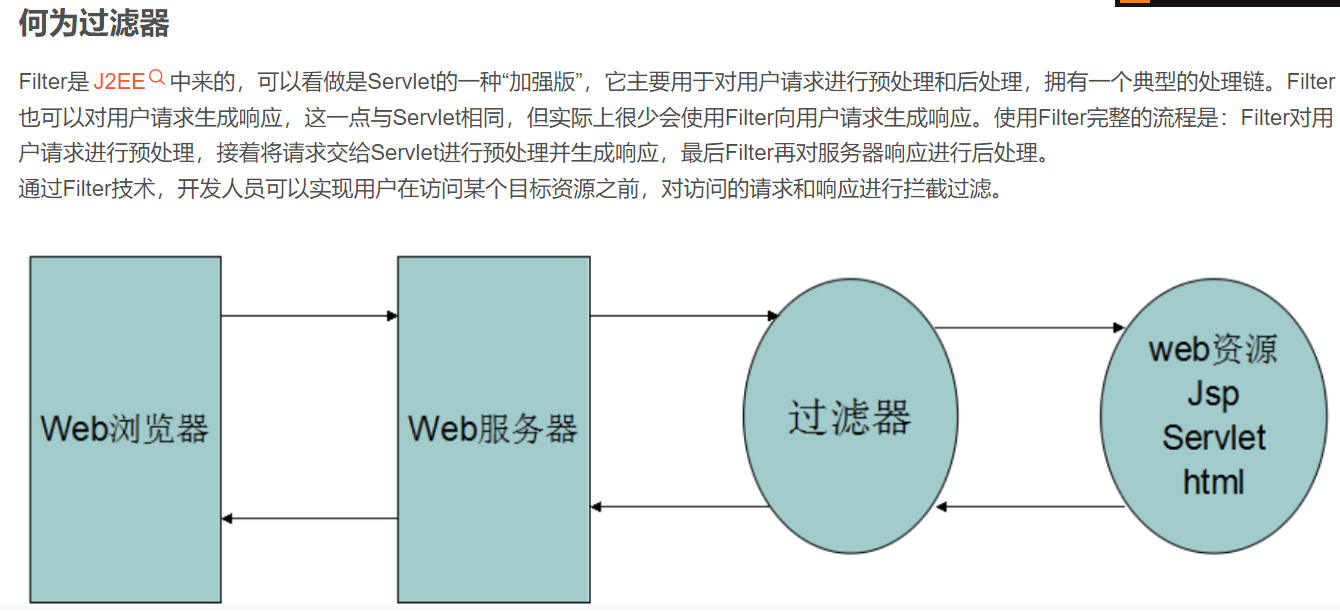 何为过滤器
Filter是 J2EE 中来的，可以看做是Servlet的一种“加强版”，它主要用于对用户请求进行预处理和后处理，拥有一个典型的处理链。Filter
也可以对用户请求生成响应，这一点与Servlet相同，但实际上很少会使用Filter向用户请求生成响应。使用Filter完整的流程是：Filter对用
户请求进行预处理，接着将请求交给Servlet进行预处理并生成响应，最后Filter再对服务器响应进行后处理。
通过Filter技术，开发人员可以实现用户在访问某个目标资源之前，对访问的请求和响应进行拦截过滤。
Web浏览器
Web服务器
过滤器
web资源
Jsp
Servlet
html